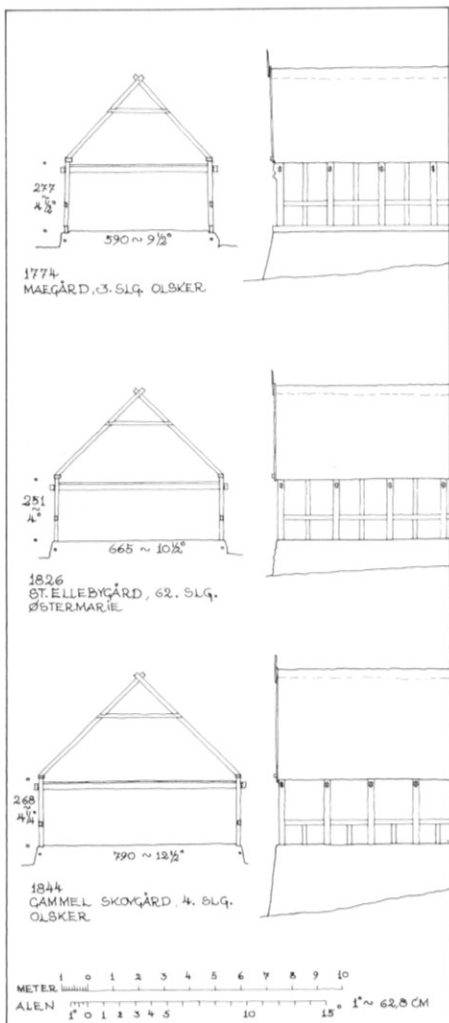 277
~
4½°
590 ~ 9½°
1774
MAEGÅRD, 3. SLG. OLSKER
251
~
4°
665 ~ 10½°
1826
ST. ELLEBYGÅRD, 62. SLG.
ØSTERMARIE
268
~
4¼°
790 ~ 12½°
1844
GAMMEL SKOVGÅRD, 4. SLG.
OLSKER
METER 1 0 1 2 3 4 5 6 7 8 9 10
ALEN 1° 0 1 2 3 4 5 10 15° 1° ~ 62,8 CM